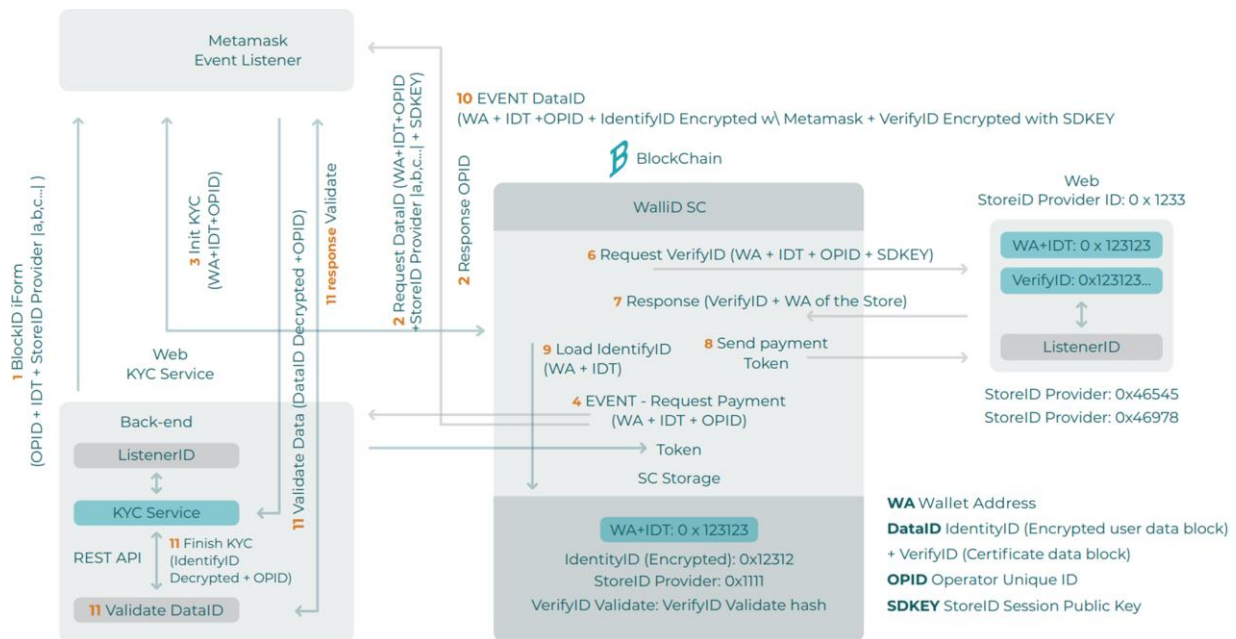 Metamask
Event Listener
1 BlockID iForm
(OPID + IDT + StoreID Provider |a,b,c...| )
3 Init KYC
(WA+IDT+OPID)
11 response Validate
11 Validate Data (DataID Decrypted +OPID)
2 Request DataID (WA+IDT+OPID
+StoreID Provider |a,b,c...| + SDKEY)
2 Response OPID
10 EVENT DataID
(WA + IDT +OPID + IdentifyID Encrypted w\ Metamask + VerifyID Encrypted with SDKEY
BlockChain
WalliD SC
6 Request VerifyID (WA + IDT + OPID + SDKEY)
7 Response (VerifyID + WA of the Store)
9 Load IdentifyID
(WA + IDT)
8 Send payment
Token
4 EVENT - Request Payment
(WA + IDT + OPID)
Token
SC Storage
WA+IDT: 0 x 123123
IdentityID (Encrypted): 0x12312
StoreID Provider: 0x1111
VerifyID Validate: VerifyID Validate hash
Web
StoreiD Provider ID: 0 x 1233
WA+IDT: 0 x 123123
VerifyID: 0x123123...
ListenerID
StoreID Provider: 0x46545
StoreID Provider: 0x46978
Web
KYC Service
Back-end
ListenerID
KYC Service
REST API
11 Finish KYC
(IdentifyID
Decrypted + OPID)
11 Validate DataID
WA Wallet Address
DataID IdentityID (Encrypted user data block)
+ VerifyID (Certificate data block)
OPID Operator Unique ID
SDKEY StoreID Session Public Key